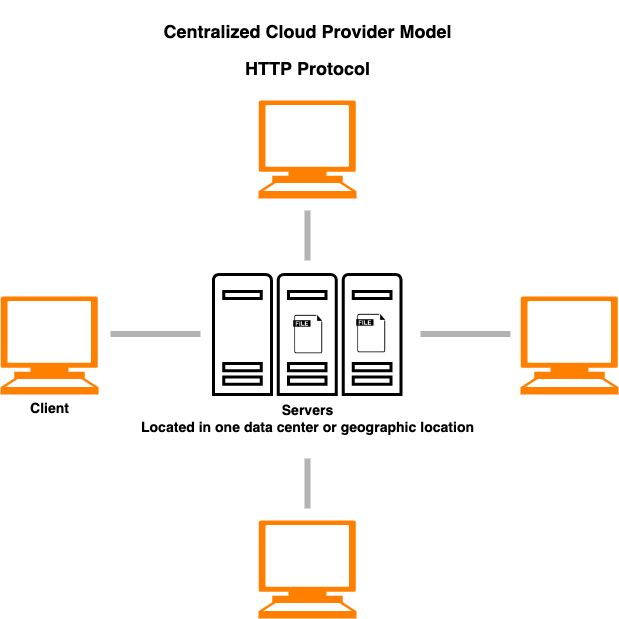 Centralized Cloud Provider Model
HTTP Protocol
FILE
FILE
Client
Servers
Located in one data center or geographic location